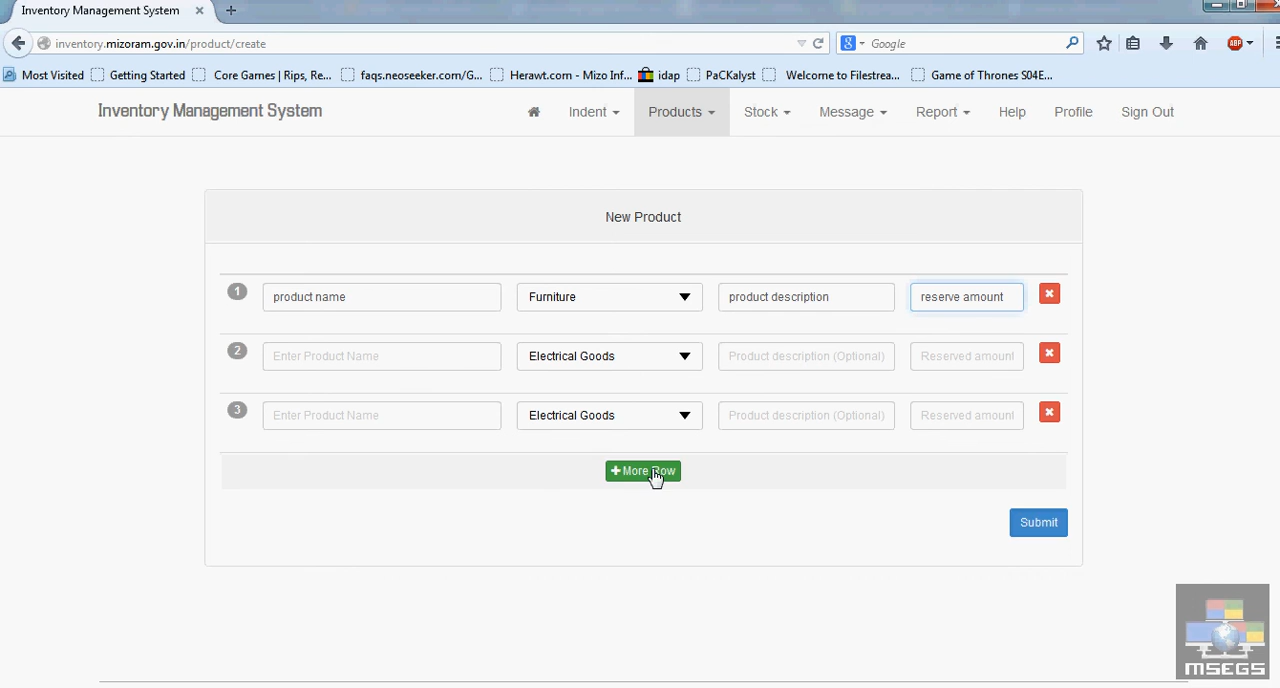 Inventory Management System
inventory.mizoram.gov.in/product/create
Google
ABP
Most Visited Getting Started Core Games | Rips, Re... faqs.neoseeker.com/G... Herawt.com - Mizo Inf... idap PaCKalyst Welcome to Filestrea... Game of Thrones S04E...
Inventory Management System
Indent Products Stock Message Report Help Profile Sign Out
New Product
1 product name Furniture product description reserve amount
2 Enter Product Name Electrical Goods Product description (Optional) Reserved amount
3 Enter Product Name Electrical Goods Product description (Optional) Reserved amount
More Row
Submit
MSEGS